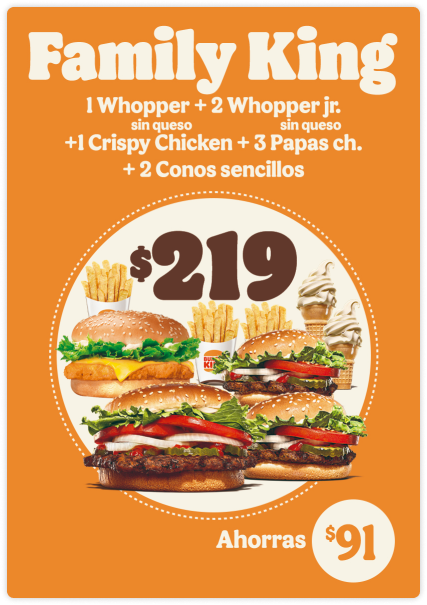 Family King
1 Whopper + 2 Whopper jr.
sin queso sin queso
+1 Crispy Chicken + 3 Papas ch.
+ 2 Conos sencillos
$219
Ahorras $91